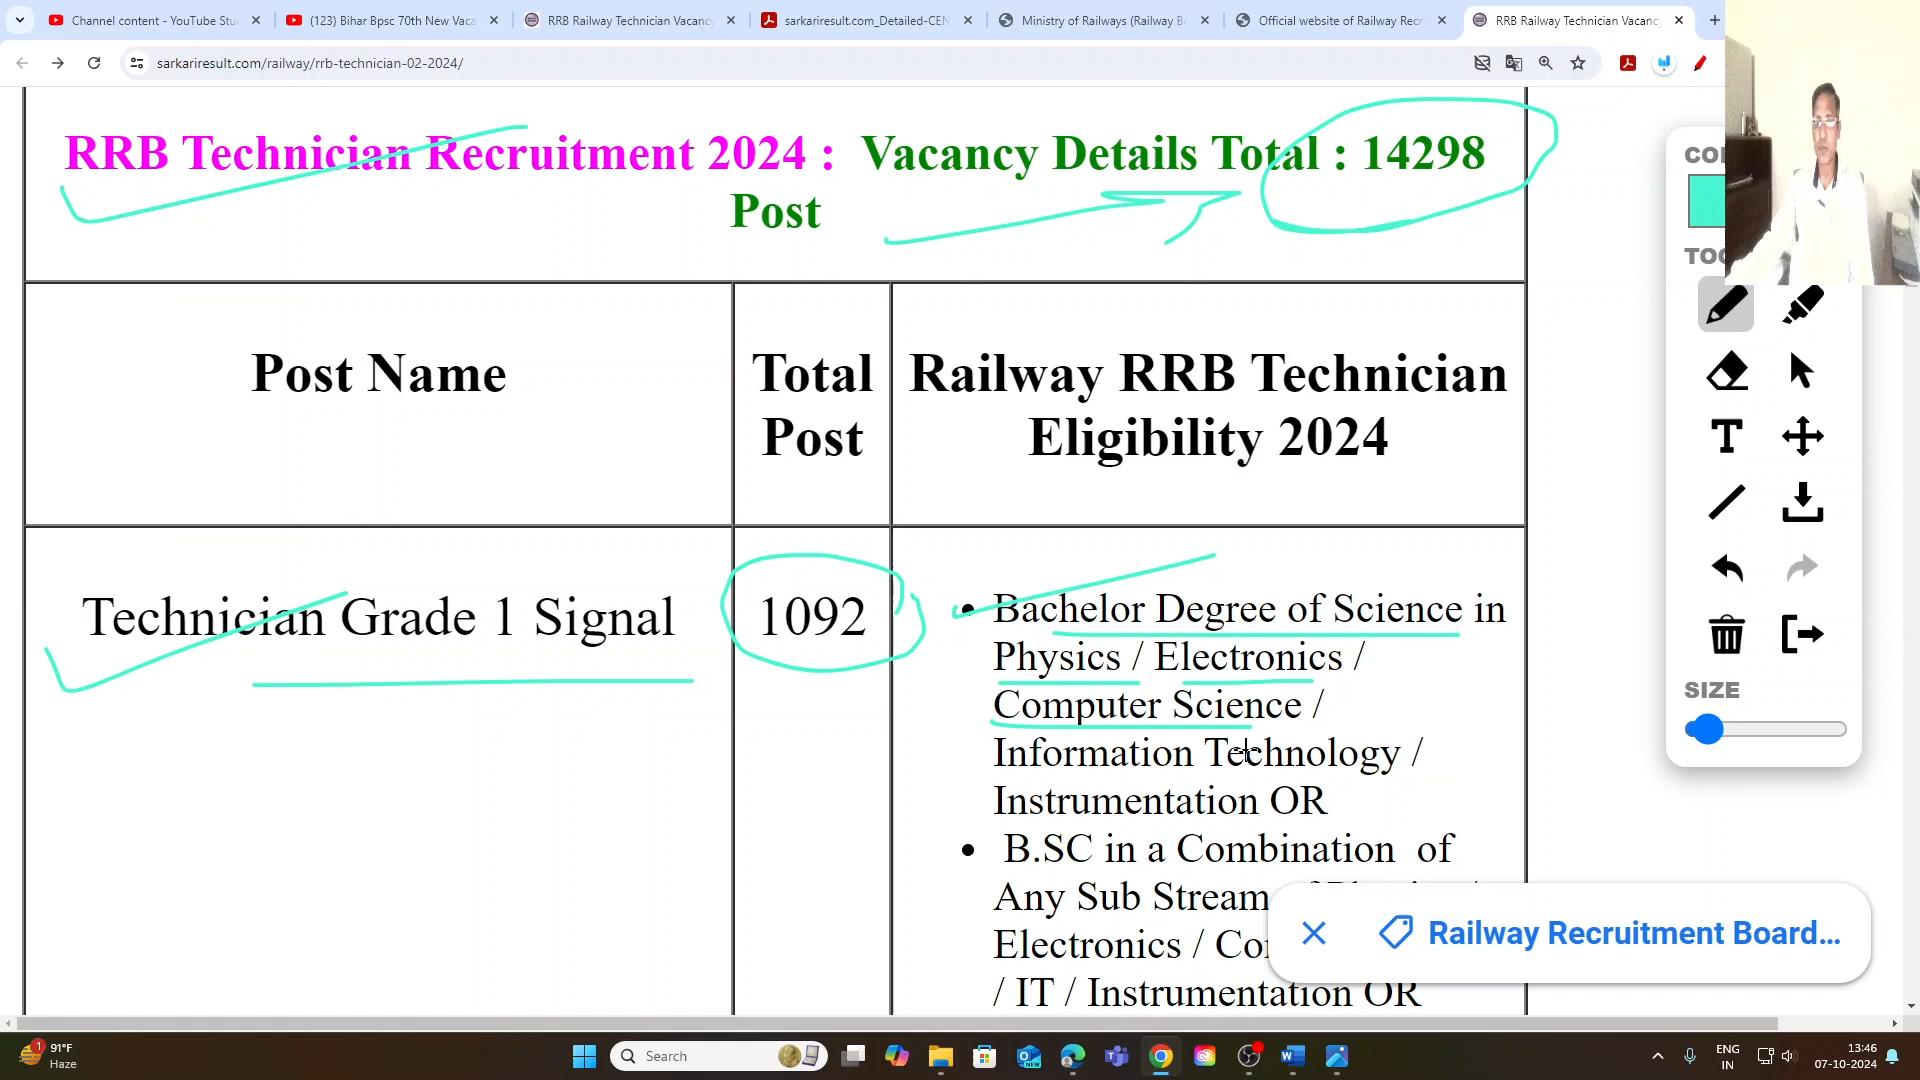 Channel content - YouTube Stu
(123) Bihar Bpsc 70th New Vaca
RRB Railway Technician Vacancy
sarkariresult.com_Detailed-CEN
Ministry of Railways (Railway Bo
Official website of Railway Recr
RRB Railway Technician Vacancy
sarkariresult.com/railway/rrb-technician-02-2024/
RRB Technician Recruitment 2024 : Vacancy Details Total : 14298
Post
Post Name
Total
Post
Railway RRB Technician
Eligibility 2024
Technician Grade 1 Signal
1092
Bachelor Degree of Science in
Physics / Electronics /
Computer Science /
Information Technology /
Instrumentation OR
B.SC in a Combination of
Any Sub Stream
Electronics /
/ IT / Instrumentation OR
SIZE
Railway Recruitment Board...
91°F
Haze
Search
ENG
IN
13:46
07-10-2024